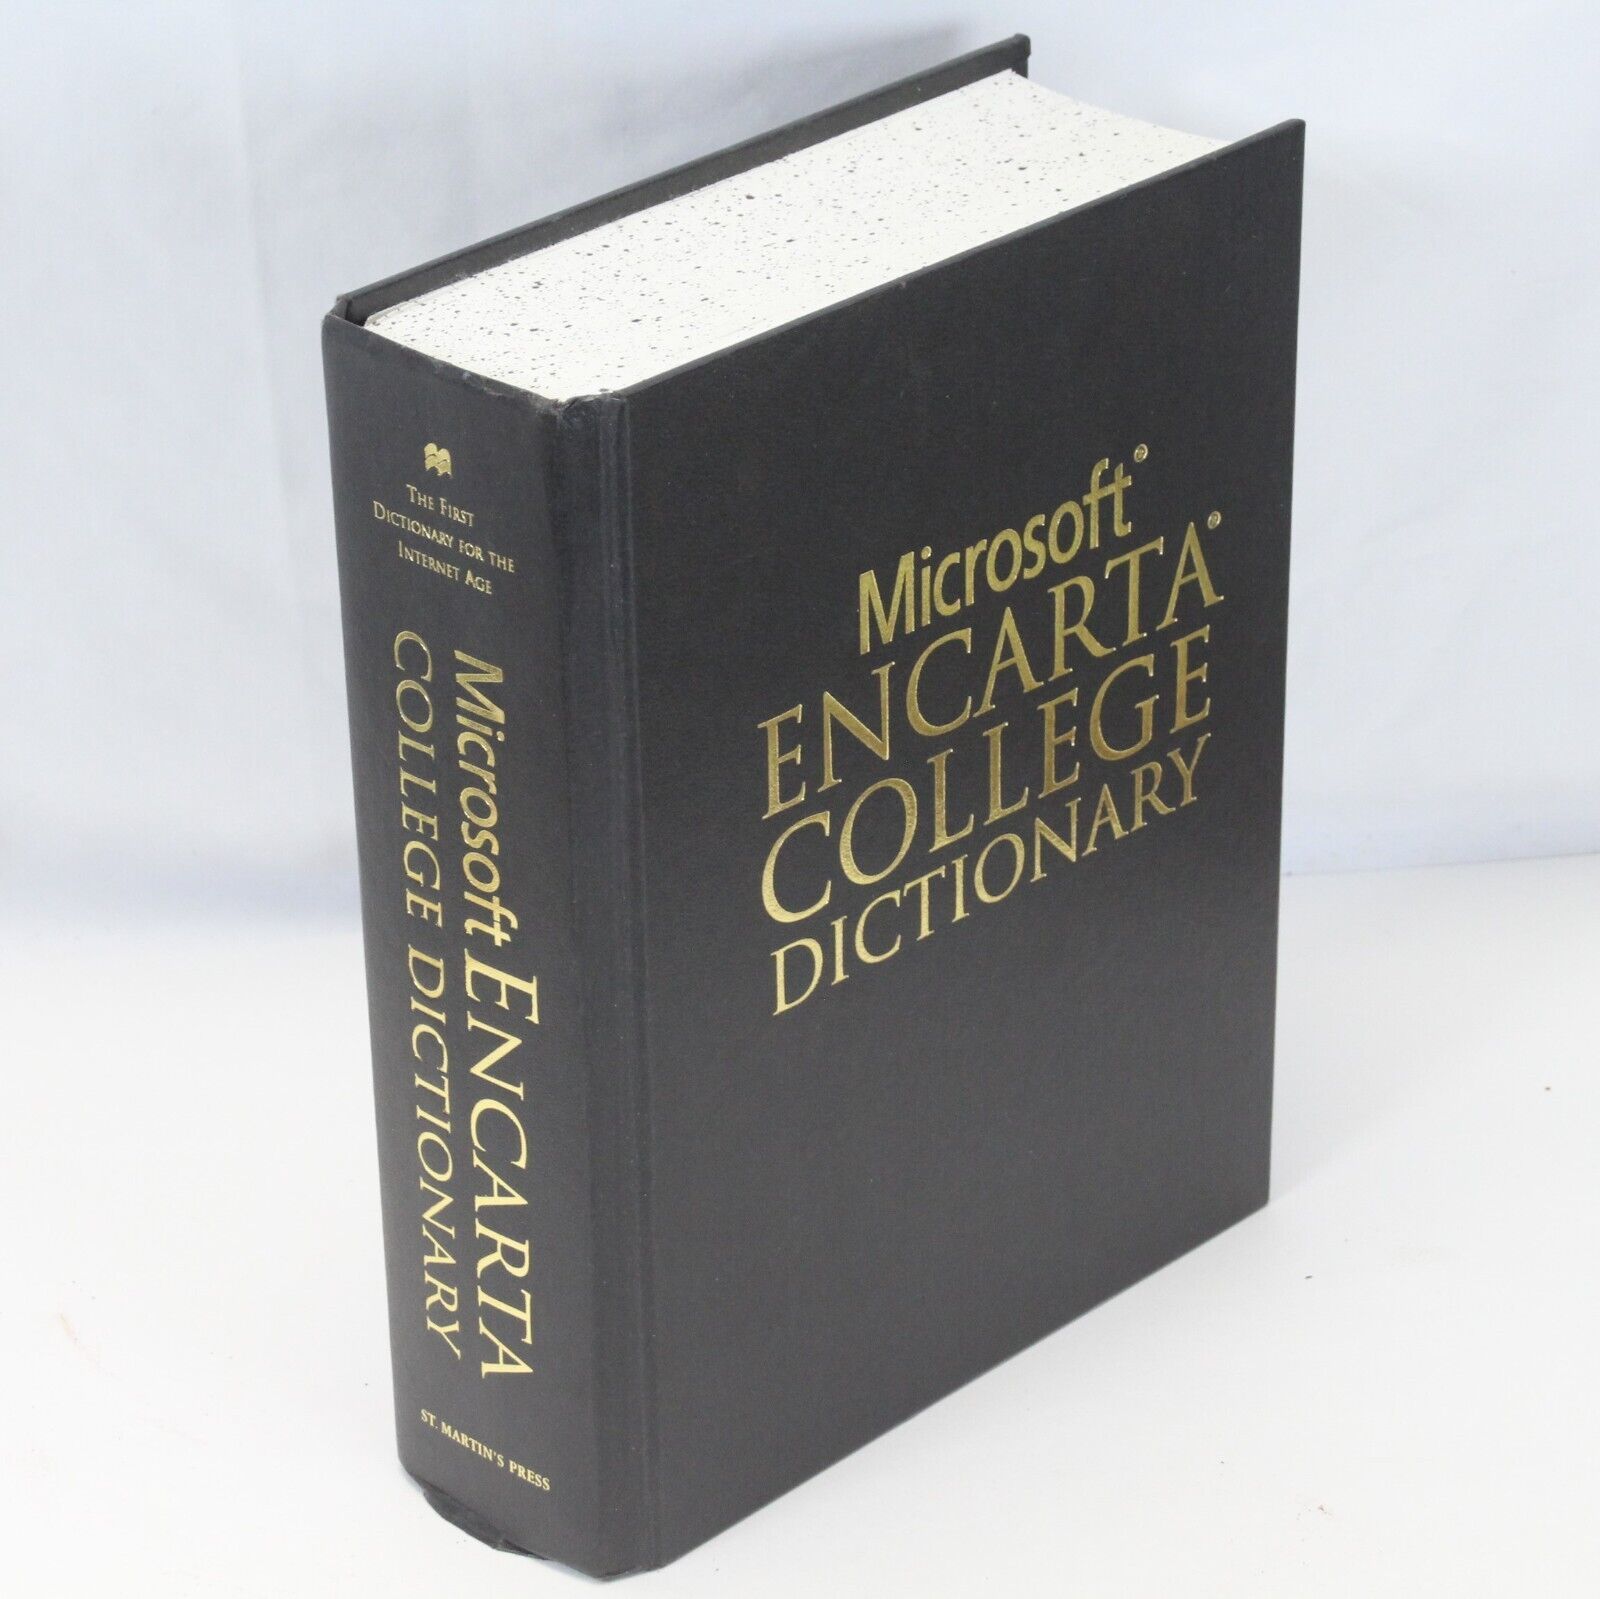 The First
Dictionary for the
Internet Age
Microsoft ENCARTA
COLLEGE DICTIONARY
ST. MARTIN'S PRESS
Microsoft®
ENCARTA®
COLLEGE
DICTIONARY